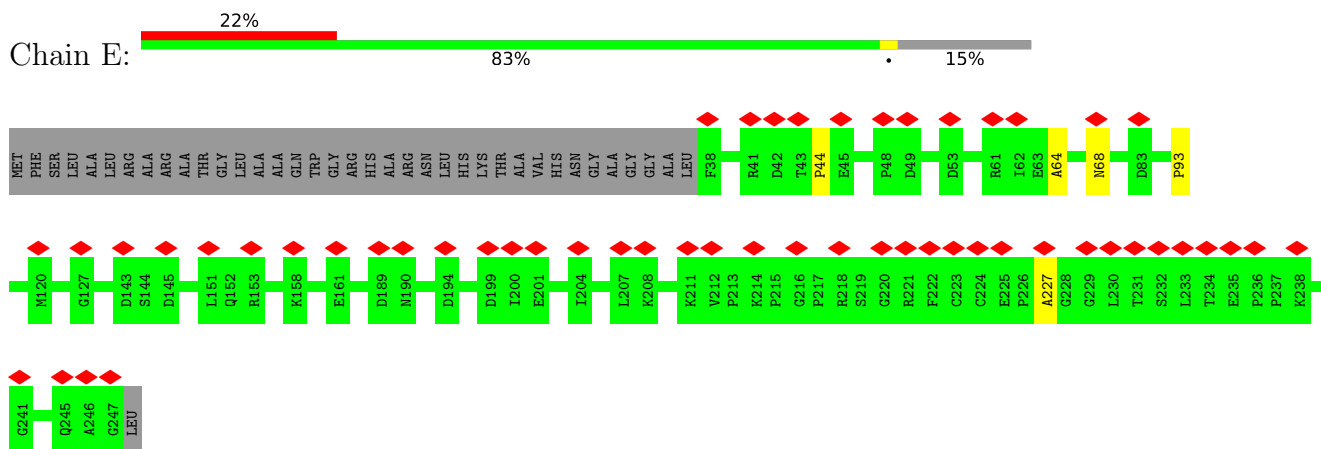 22%
Chain E:
83%
•
15%
MET PHE SER LEU ALA ALA LEU ARG ALA ARG ALA THR GLY LEU ALA ALA GLN TRP GLY ARG HIS ALA ARG ASN LEU HIS LYS THR ALA VAL HIS ASN GLY ALA GLY GLY ALA LEU F38 R41 D42 T43 P44 E45 P48 D49 D53 R61 I62 E63 A64 N68 D83 P93
M120 G127 D143 S144 D145 L151 Q152 R153 K158 E161 D189 N190 D194 D199 I200 E201 I204 L207 K208 K211 V212 P213 K214 P215 G216 P217 R218 S219 G220 R221 F222 C223 C224 E225 P226 A227 G228 G229 L230 T231 S232 L233 T234 E235 P236 P237 K238
G241 Q245 A246 G247 LEU